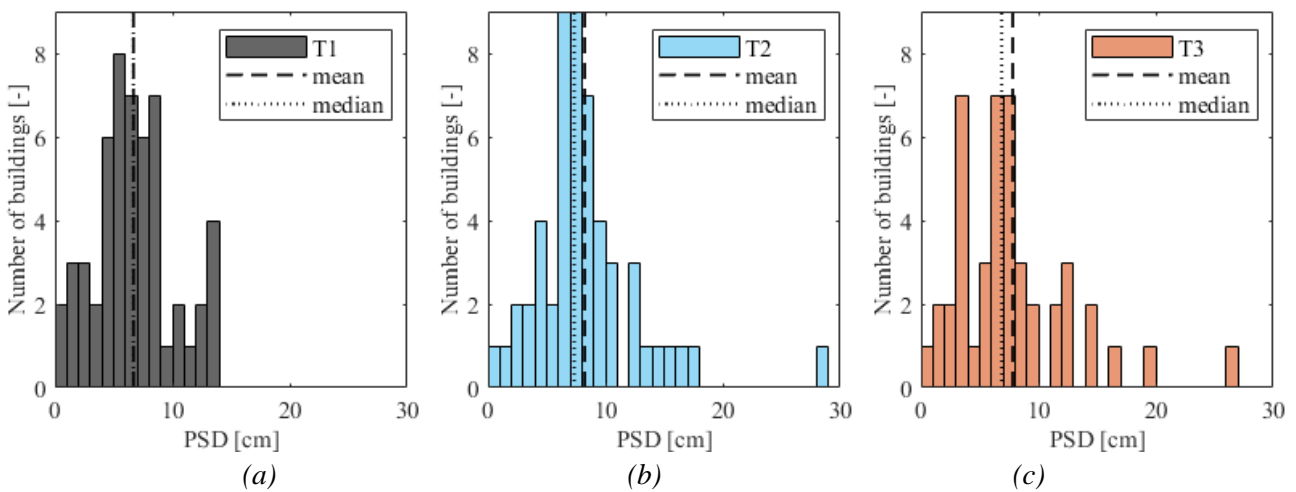 8
6
4
2
0
Number of buildings [-]
T1
mean
median
0 10 20 30
PSD [cm]
(a)
8
6
4
2
0
Number of buildings [-]
T2
mean
median
0 10 20 30
PSD [cm]
(b)
8
6
4
2
0
Number of buildings [-]
T3
mean
median
0 10 20 30
PSD [cm]
(c)